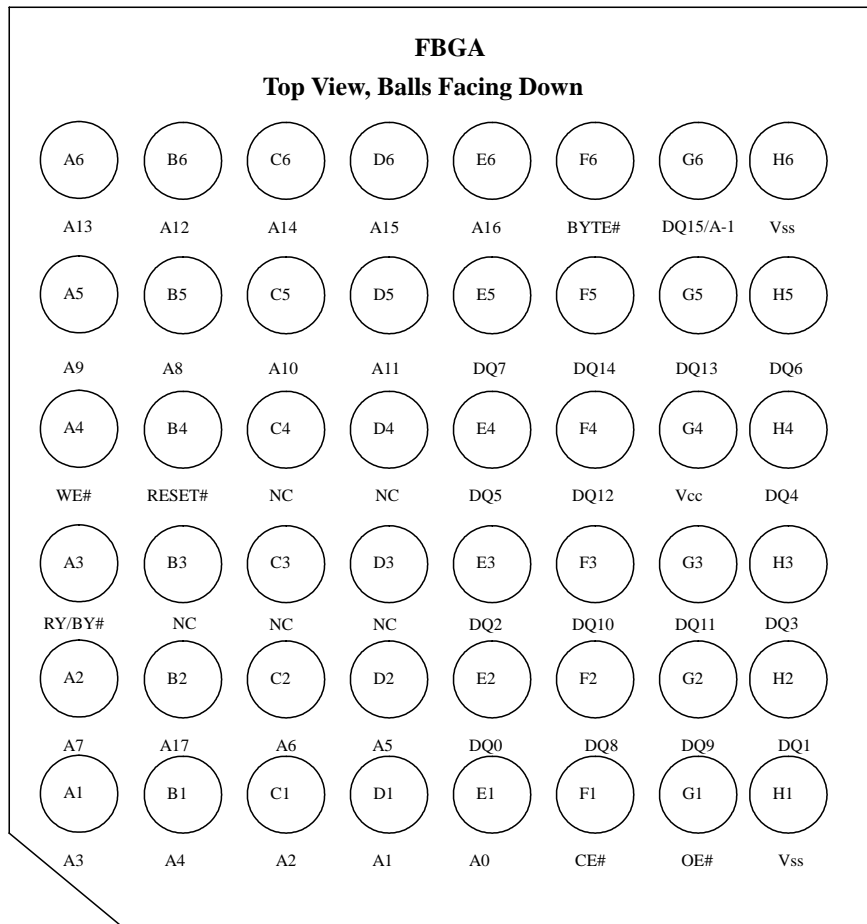 FBGA
Top View, Balls Facing Down
A6 B6 C6 D6 E6 F6 G6 H6
A13 A12 A14 A15 A16 BYTE# DQ15/A-1 Vss
A5 B5 C5 D5 E5 F5 G5 H5
A9 A8 A10 A11 DQ7 DQ14 DQ13 DQ6
A4 B4 C4 D4 E4 F4 G4 H4
WE# RESET# NC NC DQ5 DQ12 Vcc DQ4
A3 B3 C3 D3 E3 F3 G3 H3
RY/BY# NC NC NC DQ2 DQ10 DQ11 DQ3
A2 B2 C2 D2 E2 F2 G2 H2
A7 A17 A6 A5 DQ0 DQ8 DQ9 DQ1
A1 B1 C1 D1 E1 F1 G1 H1
A3 A4 A2 A1 A0 CE# OE# Vss